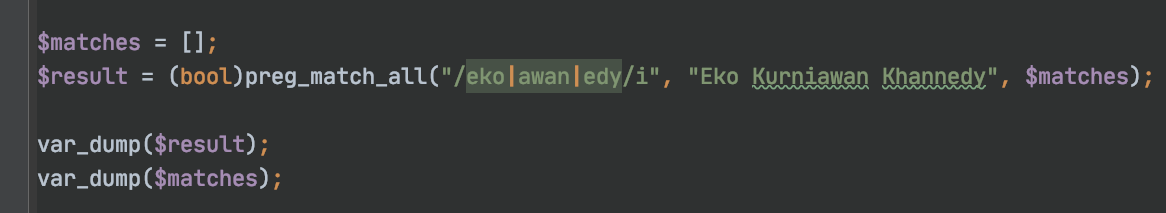 $matches = [];
$result = (bool)preg_match_all("/eko|awan|edy/i", "Eko Kurniawan Khannedy", $matches);
var_dump($result);
var_dump($matches);